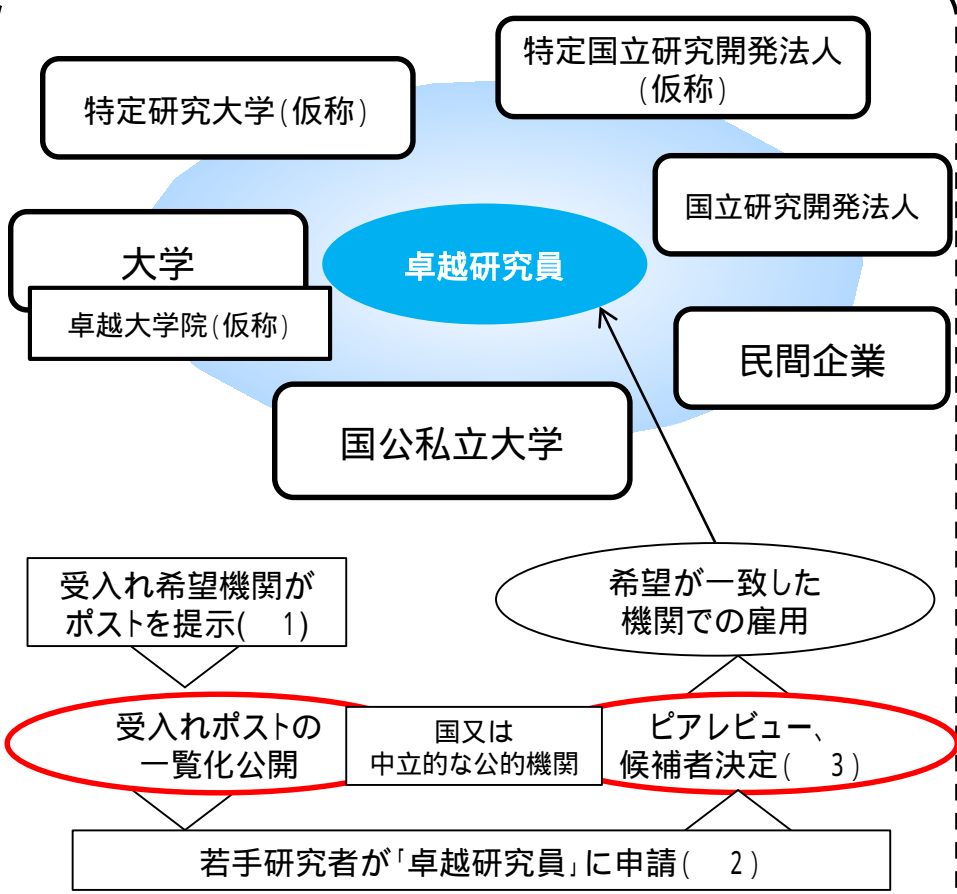 特定国立研究開発法人
(仮称)
特定研究大学(仮称)
国立研究開発法人
大学
卓越研究員
卓越大学院(仮称)
民間企業
国公私立大学
受入れ希望機関が
ポストを提示( 1)
希望が一致した
機関での雇用
受入れポストの
一覧化公開
国又は
中立的な公的機関
ピアレビュー、
候補者決定( 3)
若手研究者が「卓越研究員」に申請( 2)